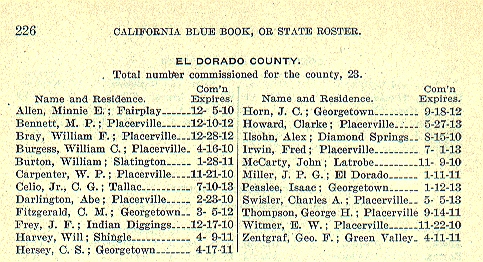 226 CALIFORNIA BLUE BOOK, OR STATE ROSTER.
EL DORADO COUNTY.
Total number commissioned for the county, 23.
Name and Residence. Com'n Expires.
Allen, Minnie E.; Fairplay------12- 5-10
Bennett, M. P.; Placerville----12-10-12
Bray, William F.; Placerville--12-28-12
Burgess, William C.; Placerville- 4-16-10
Burton, William; Slatington---- 1-28-11
Carpenter, W. P.; Placerville---11-21-10
Celio, Jr., C. G.; Tallac------- 7-10-13
Darlington, Abe; Placerville---- 2-23-10
Fitzgerald, C. M.; Georgetown-- 3- 5-12
Frey, J. F.; Indian Diggings----12-17-10
Harvey, Will; Shingle---------- 4- 9-11
Hersey, C. S.; Georgetown------ 4-17-11
Name and Residence. Com'n Expires.
Horn, J. C.; Georgetown------- 9-18-12
Howard, Clarke; Placerville---- 5-27-13
Ilsohn, Alex; Diamond Springs-- 8-15-10
Irwin, Fred; Placerville------- 7- 1-13
McCarty, John; Latrobe--------11- 9-10
Miller, J. P. G.; El Dorado----- 1-11-11
Peaslee, Isaac; Georgetown----- 1-12-13
Swisler, Charles A.; Placerville-- 5- 5-13
Thompson, George H.; Placerville 9-14-11
Witmer, E. W.; Placerville-----11-22-10
Zentgraf, Geo. F.; Green Valley- 4-11-11